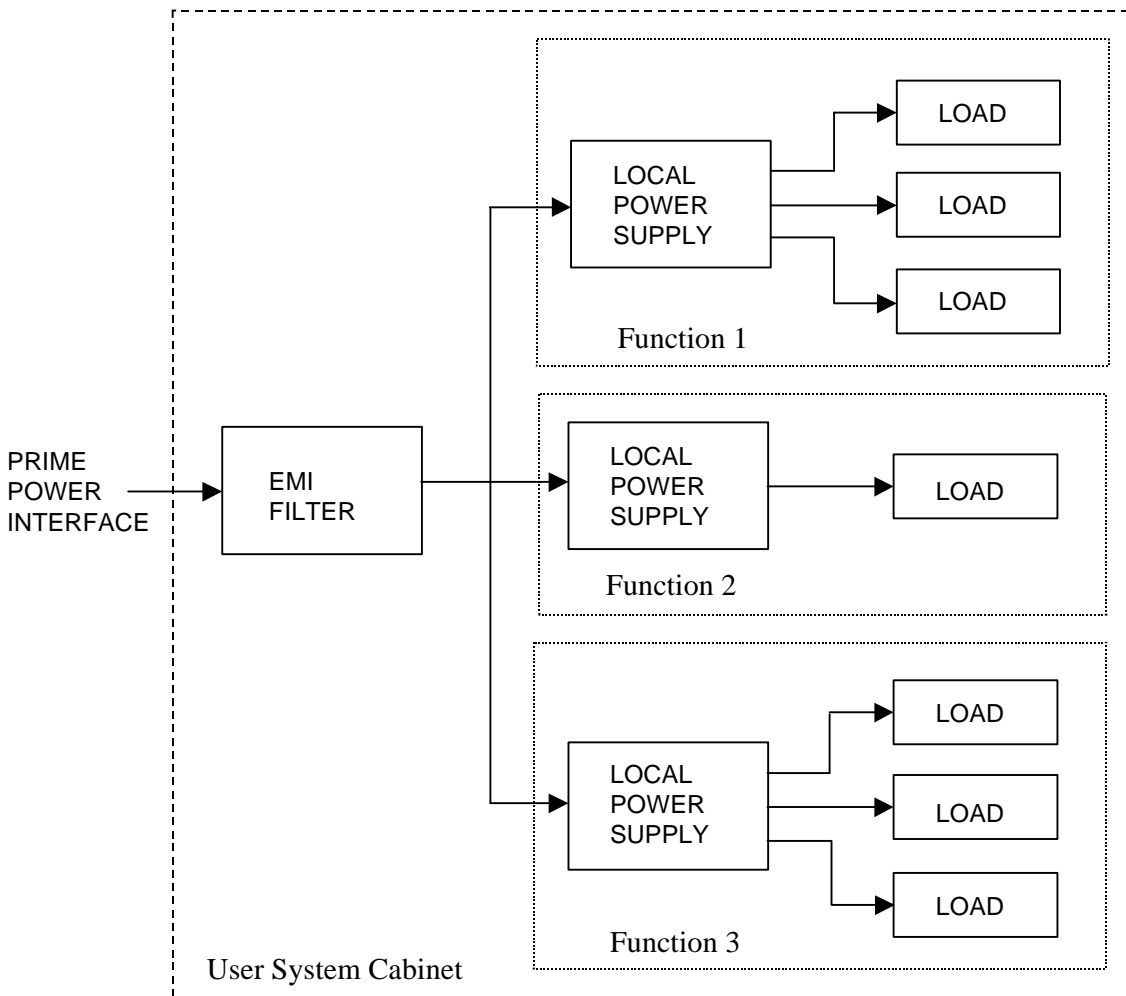 LOAD
LOCAL
POWER
SUPPLY
LOAD
LOAD
Function 1
PRIME
POWER
INTERFACE
EMI
FILTER
LOCAL
POWER
SUPPLY
LOAD
Function 2
LOAD
LOCAL
POWER
SUPPLY
LOAD
LOAD
Function 3
User System Cabinet